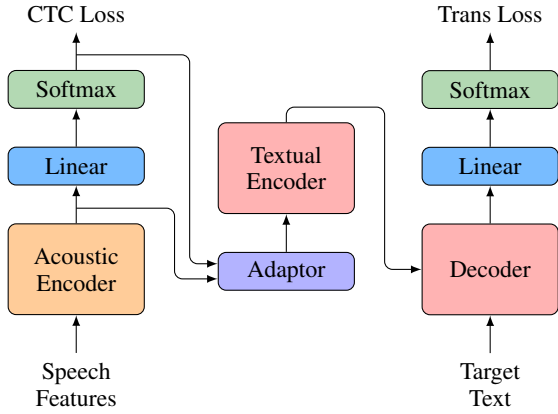 CTC Loss
Softmax
Linear
Acoustic
Encoder
Speech
Features
Textual
Encoder
Adaptor
Trans Loss
Softmax
Linear
Decoder
Target
Text